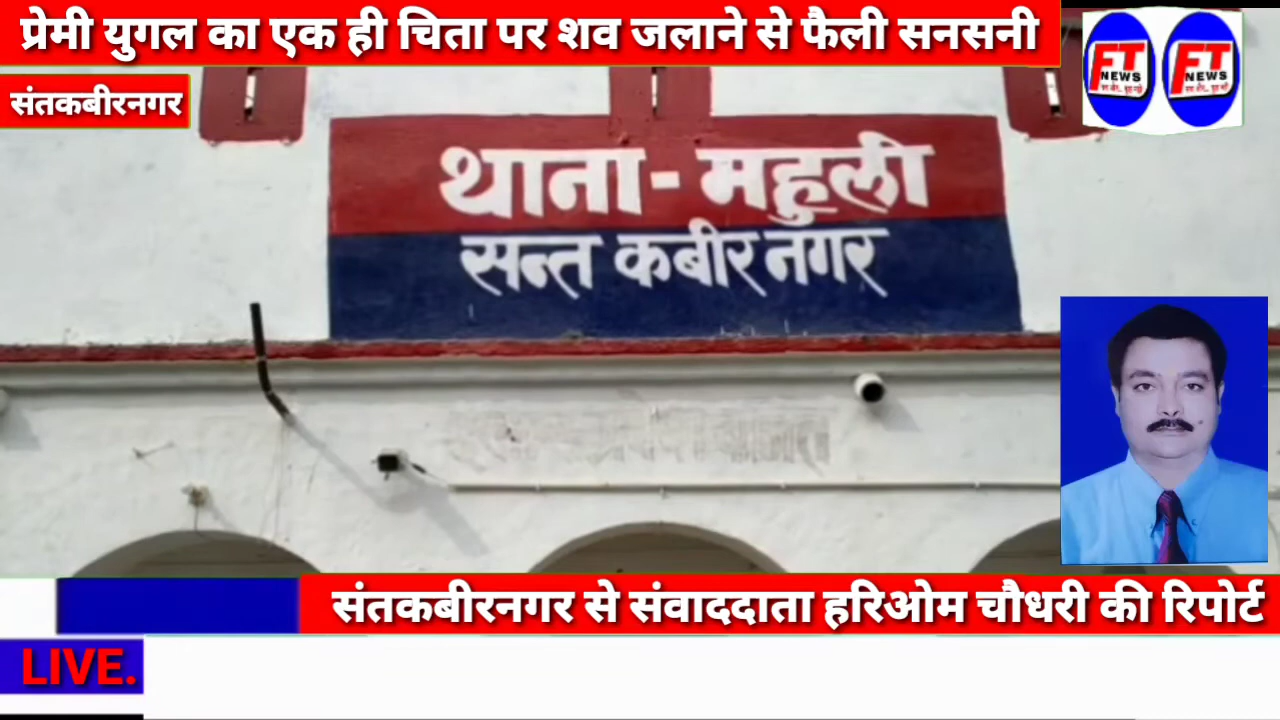 प्रेमी युगल का एक ही चिता पर शव जलाने से फैली सनसनी
FT NEWS
FT NEWS
संतकबीरनगर
थाना - महुली
सन्त कबीर नगर
संतकबीरनगर से संवाददाता हरिओम चौधरी की रिपोर्ट
LIVE.